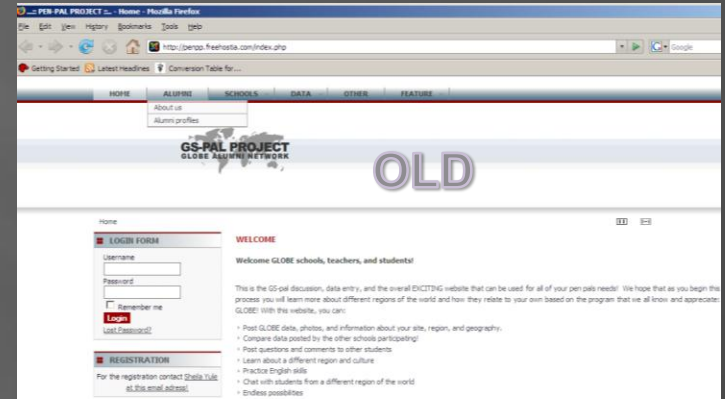 ..:: PEN-PAL PROJECT ::.. - Home - Mozilla Firefox
File Edit View History Bookmarks Tools Help
http://penpp.freehostia.com/index.php
Google
Getting Started Latest Headlines Conversion Table for...
HOME ALUMNI SCHOOLS DATA OTHER FEATURE
About us
Alumni profiles
GS-PAL PROJECT
GLOBE ALUMNI NETWORK
OLD
Home
LOGIN FORM
WELCOME
Username
Welcome GLOBE schools, teachers, and students!
Password
This is the GS-pal discussion, data entry, and the overall EXCITING website that can be used for all of your pen pals needs! We hope that as you begin this
process you will learn more about different regions of the world and how they relate to your own based on the program that we all know and appreciate:
GLOBE! With this website, you can:
Remember me
Login
Lost Password?
Post GLOBE data, photos, and information about your site, region, and geography.
Compare data posted by the other schools participating!
Post questions and comments to other students
Learn about a different region and culture
Practice English skills
Chat with students from a different region of the world
Endless possibilities
REGISTRATION
For the registration contact Sheila Yule
at this email adress!